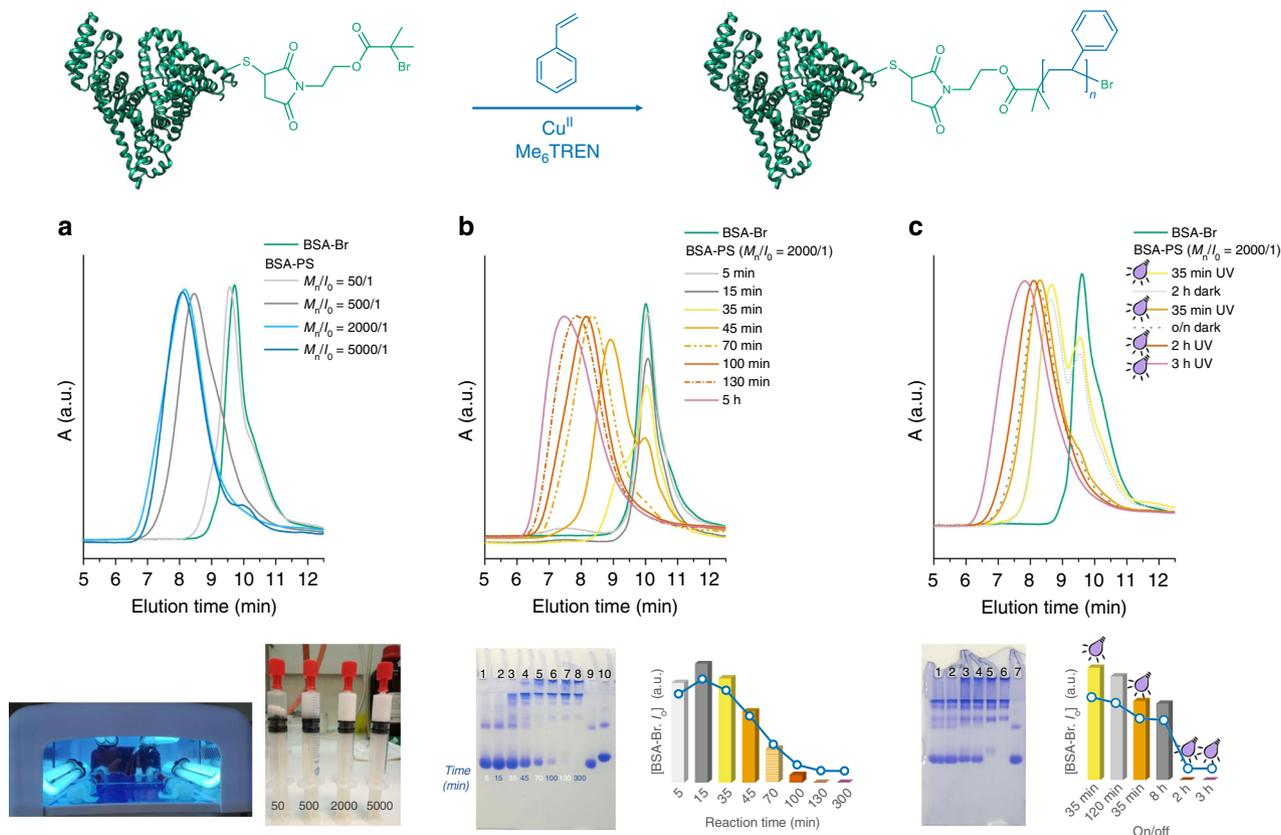 S
O
N
O
O
O
Br
Cu^II
Me₆TREN
S
O
N
O
O
O
n
Br
a
BSA-Br
BSA-PS
Mn/I₀ = 50/1
Mn/I₀ = 500/1
Mn/I₀ = 2000/1
Mn/I₀ = 5000/1
A (a.u.)
5 6 7 8 9 10 11 12
Elution time (min)
50 500 2000 5000
b
BSA-Br
BSA-PS (Mn/I₀ = 2000/1)
5 min
15 min
35 min
45 min
70 min
100 min
130 min
5 h
A (a.u.)
5 6 7 8 9 10 11 12
Elution time (min)
1 2 3 4 5 6 7 8 9 10
Time
(min)
5 15 35 45 70 100 130 300
[BSA-Br. I₀] (a.u.)
5 15 35 45 70 100 130 300
Reaction time (min)
c
BSA-Br
BSA-PS (Mn/I₀ = 2000/1)
35 min UV
2 h dark
35 min UV
o/n dark
2 h UV
3 h UV
A (a.u.)
5 6 7 8 9 10 11 12
Elution time (min)
1 2 3 4 5 6 7
[BSA-Br. I₀] (a.u.)
35 min 120 min 35 min 8 h 2 h 3 h
On/off